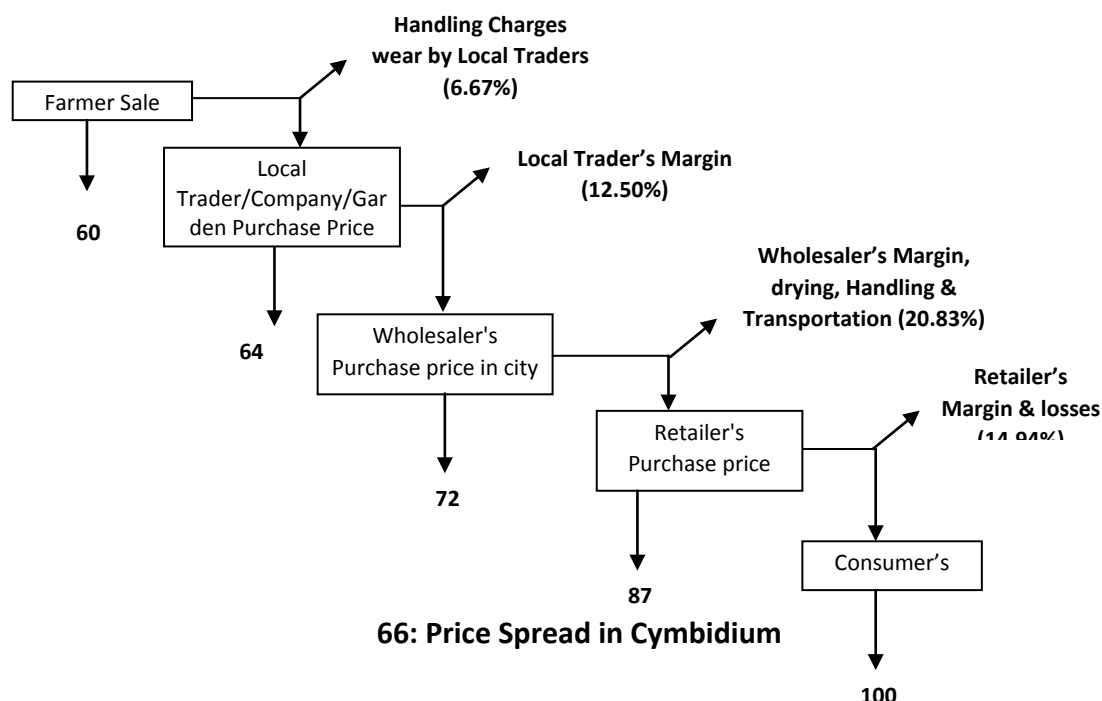 Handling Charges
wear by Local Traders
(6.67%)
Farmer Sale
60
Local
Trader/Company/Gar
den Purchase Price
Local Trader’s Margin
(12.50%)
64
Wholesaler's
Purchase price in city
Wholesaler’s Margin,
drying, Handling &
Transportation (20.83%)
72
Retailer's
Purchase price
Retailer’s
Margin & losses
(14.94%)
87
Consumer’s
100
66: Price Spread in Cymbidium